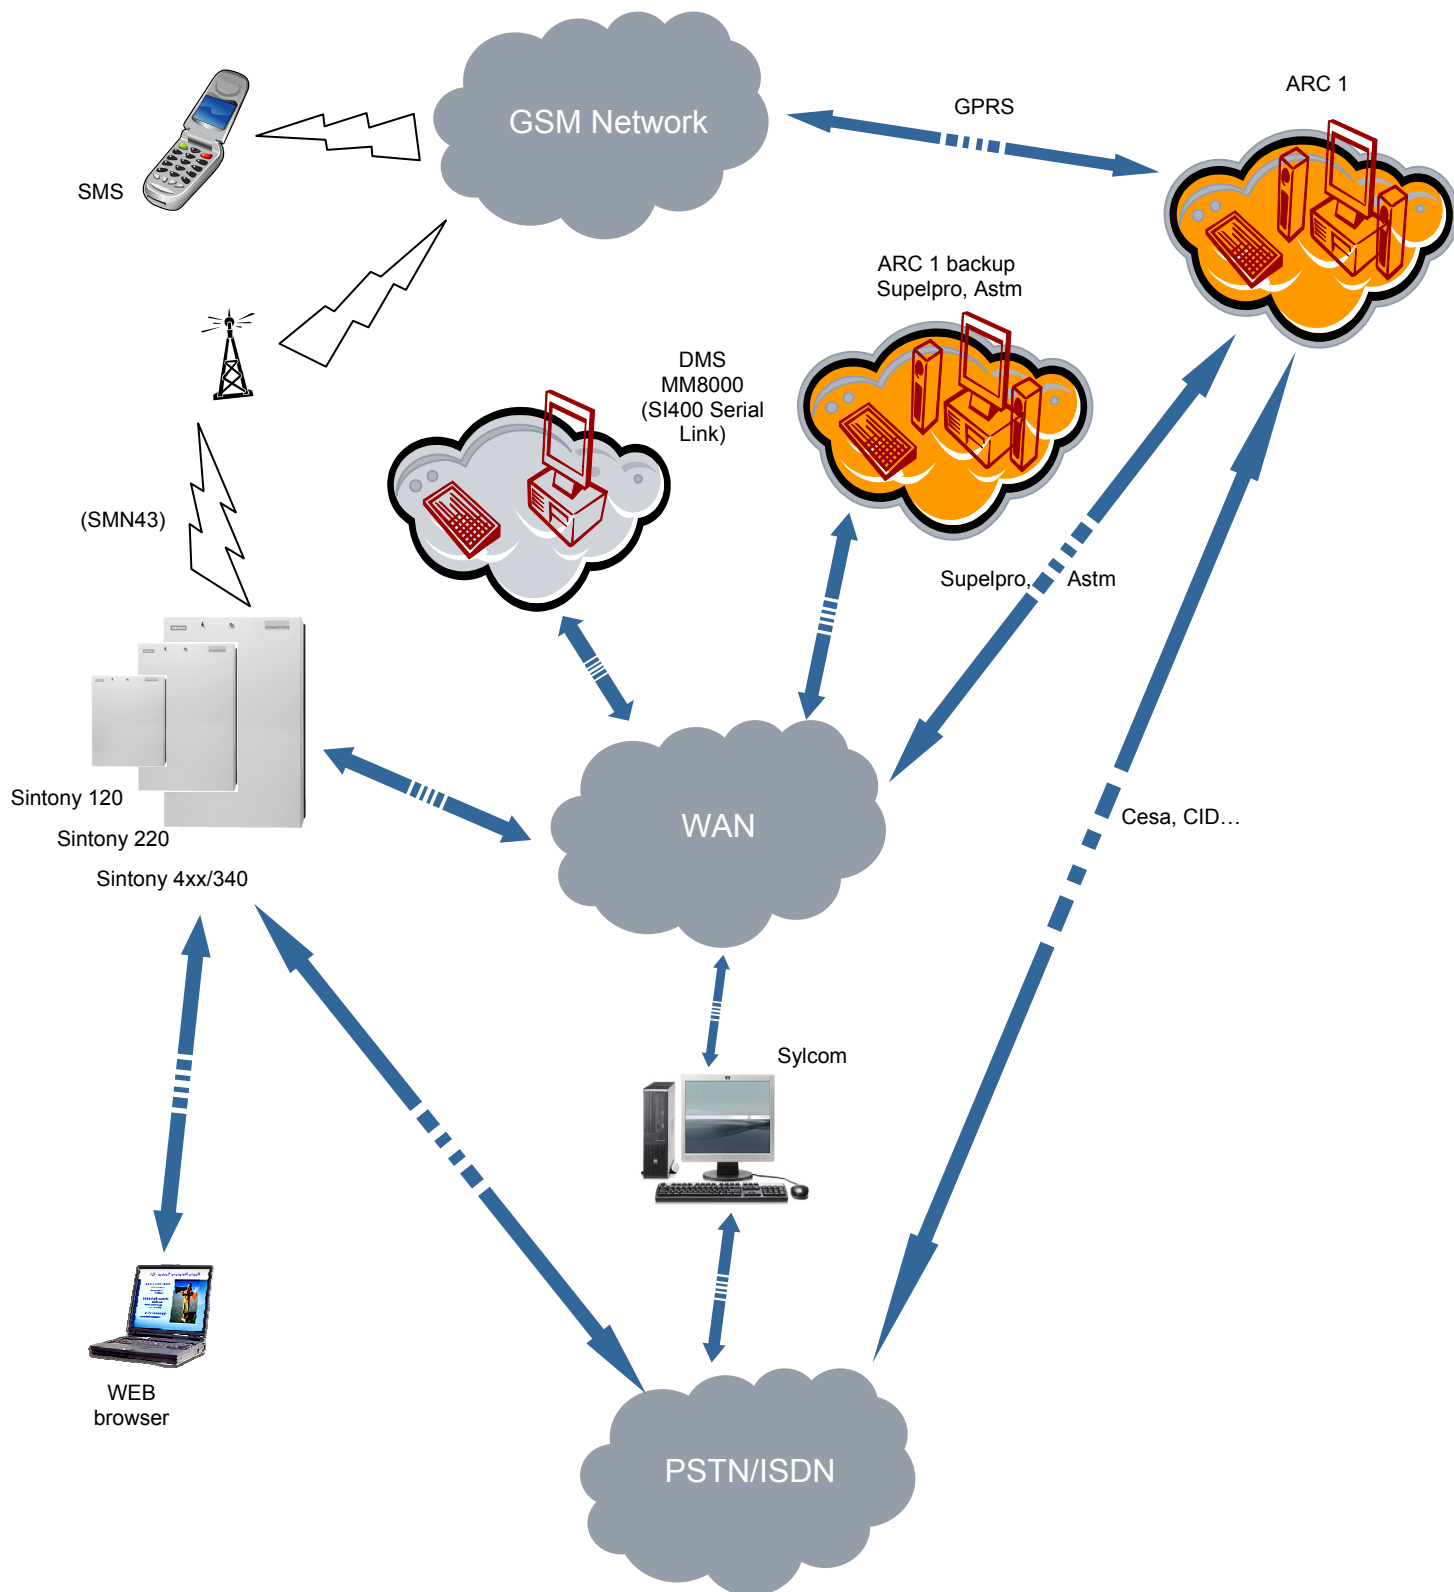 GSM Network
GPRS
ARC 1
SMS
ARC 1 backup
Supelpro, Astm
DMS
MM8000
(SI400 Serial
Link)
(SMN43)
Supelpro, Astm
Sintony 120
Sintony 220
Sintony 4xx/340
WAN
Cesa, CID…
Sylcom
WEB
browser
PSTN/ISDN